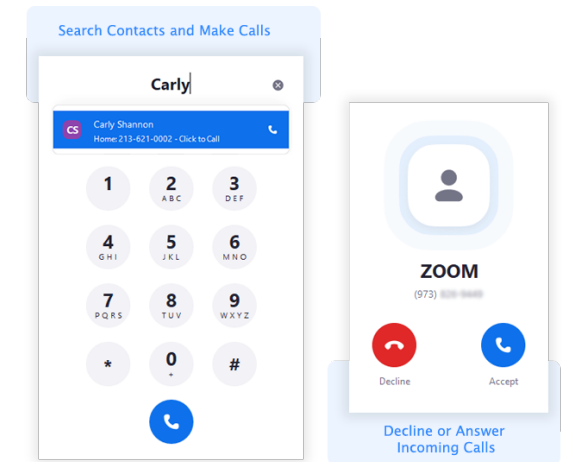 Search Contacts and Make Calls
Carly
CS
Carly Shannon
Home: 213-621-0002 - Click to Call
1
2
3
ABC
DEF
4
5
6
GHI
JKL
MNO
7
8
9
PQRS
TUV
WXYZ
*
0
#
+
ZOOM
(973)
Decline
Accept
Decline or Answer
Incoming Calls